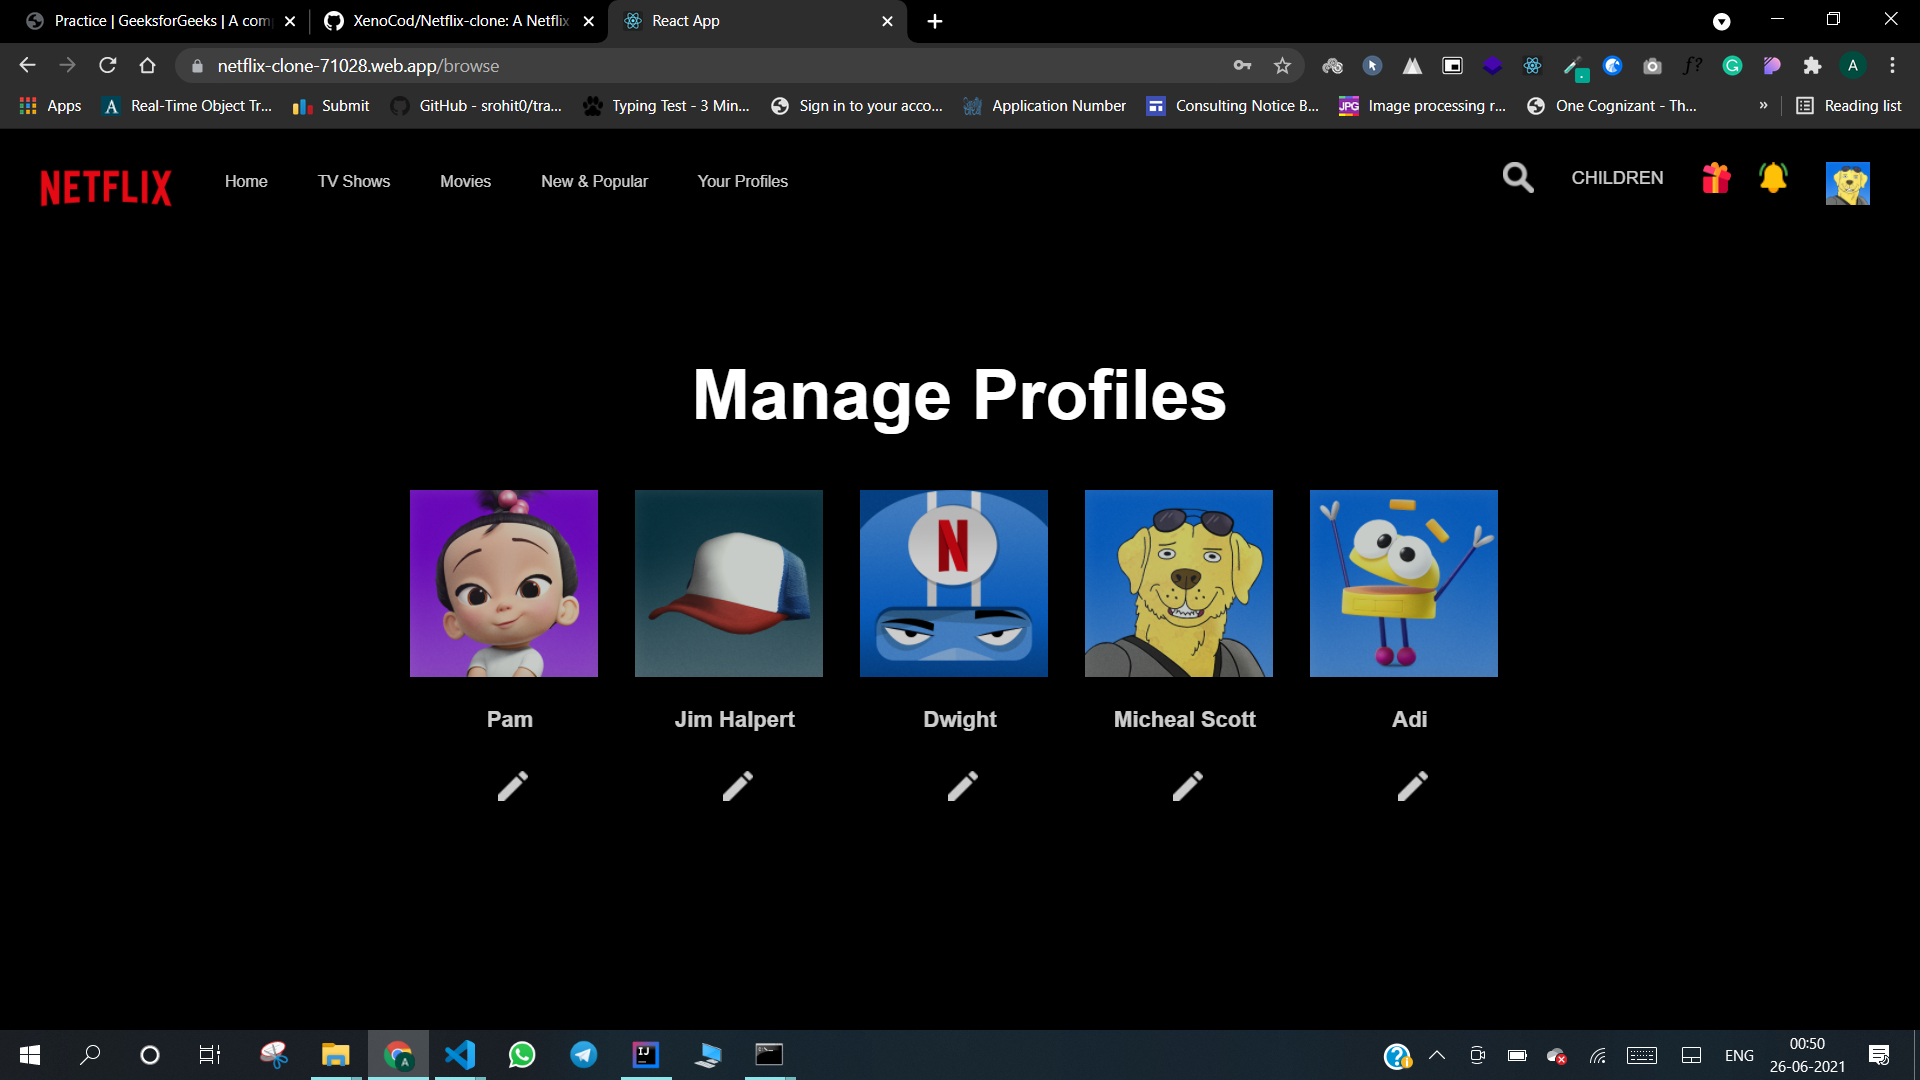 Practice | GeeksforGeeks | A com
XenoCod/Netflix-clone: A Netflix
React App
netflix-clone-71028.web.app/browse
Apps
Real-Time Object Tr...
Submit
GitHub - srohit0/tra...
Typing Test - 3 Min...
Sign in to your acco...
Application Number
Consulting Notice B...
JPG
Image processing r...
One Cognizant - Th...
»
Reading list
NETFLIX
Home
TV Shows
Movies
New & Popular
Your Profiles
CHILDREN
Manage Profiles
N
Pam
Jim Halpert
Dwight
Micheal Scott
Adi
ENG
00:50
26-06-2021